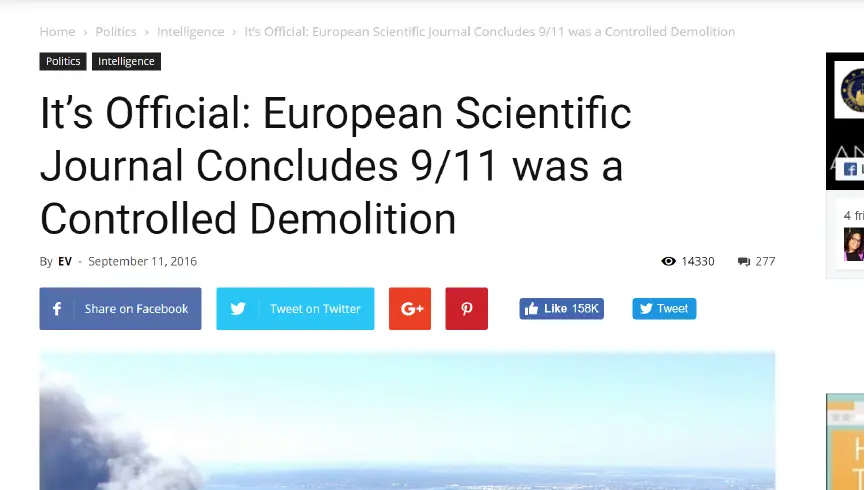 Home › Politics › Intelligence › It's Official: European Scientific Journal Concludes 9/11 was a Controlled Demolition
Politics Intelligence
It's Official: European Scientific
Journal Concludes 9/11 was a
Controlled Demolition
By EV - September 11, 2016 14330 277
Share on Facebook Tweet on Twitter G+ Like 158K Tweet
4 fri